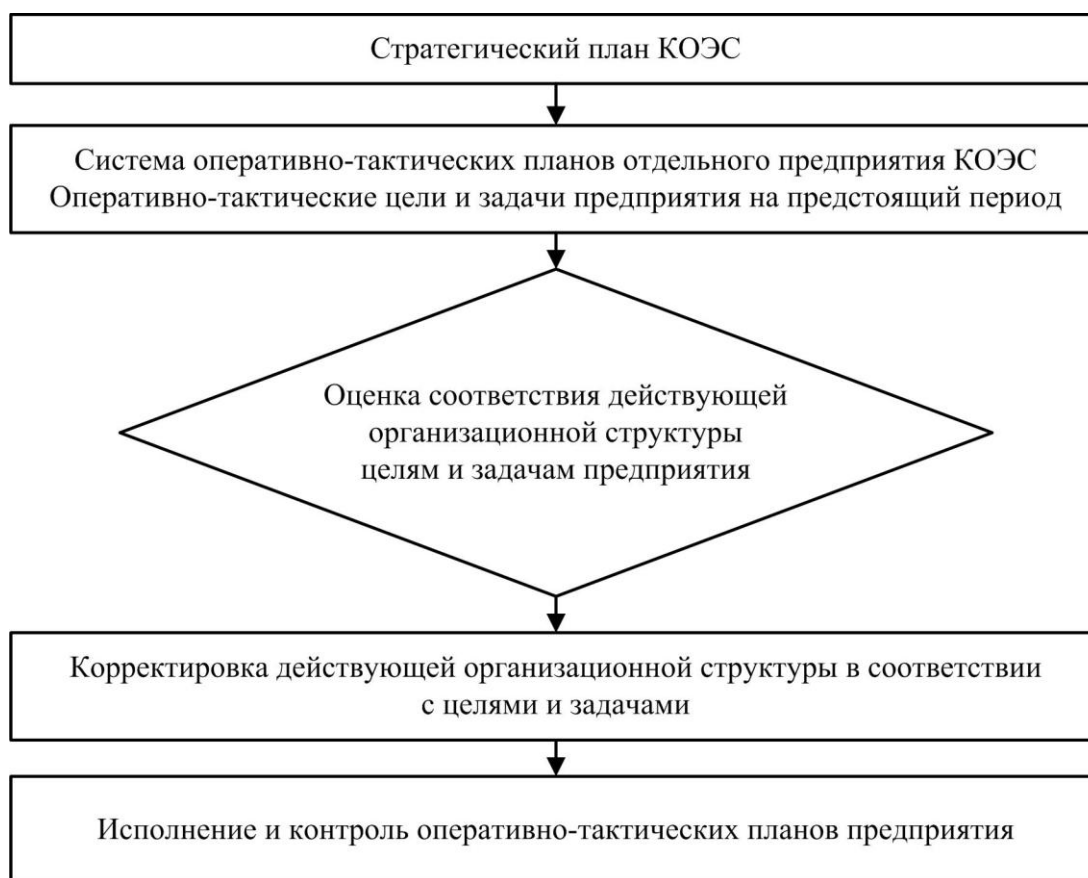 Стратегический план КОЭС
Система оперативно-тактических планов отдельного предприятия КОЭС
Оперативно-тактические цели и задачи предприятия на предстоящий период
Оценка соответствия действующей
организационной структуры
целям и задачам предприятия
Корректировка действующей организационной структуры в соответствии
с целями и задачами
Исполнение и контроль оперативно-тактических планов предприятия